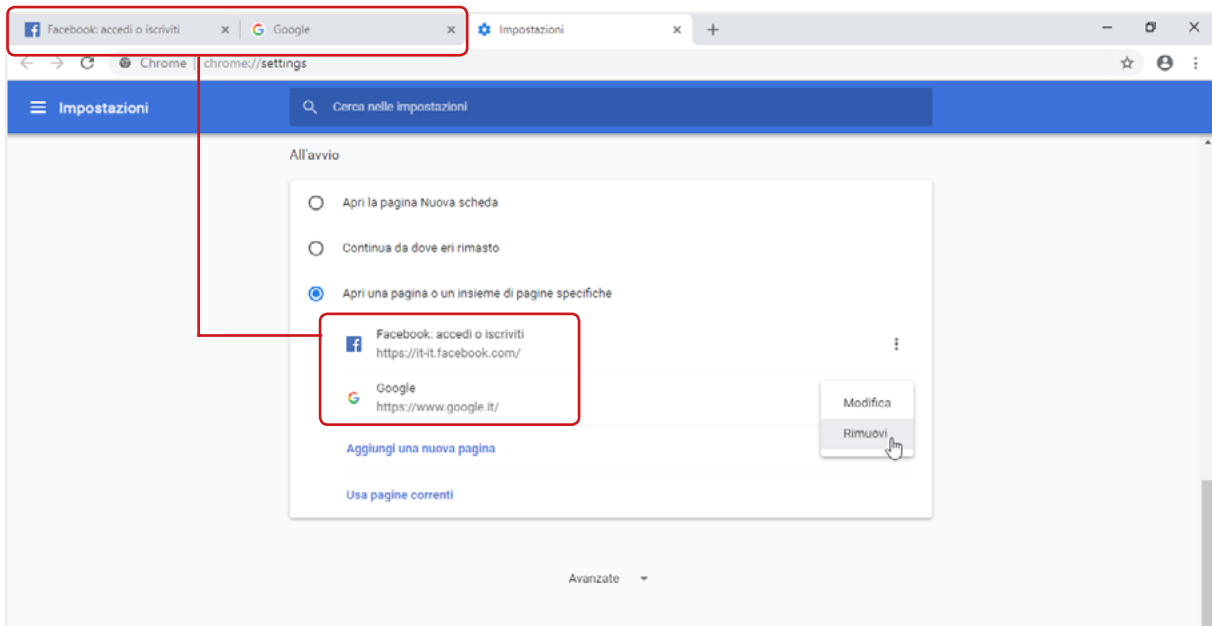 Facebook: accedi o iscriviti
Google
Impostazioni
Chrome
chrome://settings
Impostazioni
Cerca nelle impostazioni
All'avvio
Apri la pagina Nuova scheda
Continua da dove eri rimasto
Apri una pagina o un insieme di pagine specifiche
Facebook: accedi o iscriviti
https://it-it.facebook.com/
Google
https://www.google.it/
Modifica
Rimuovi
Aggiungi una nuova pagina
Usa pagine correnti
Avanzate